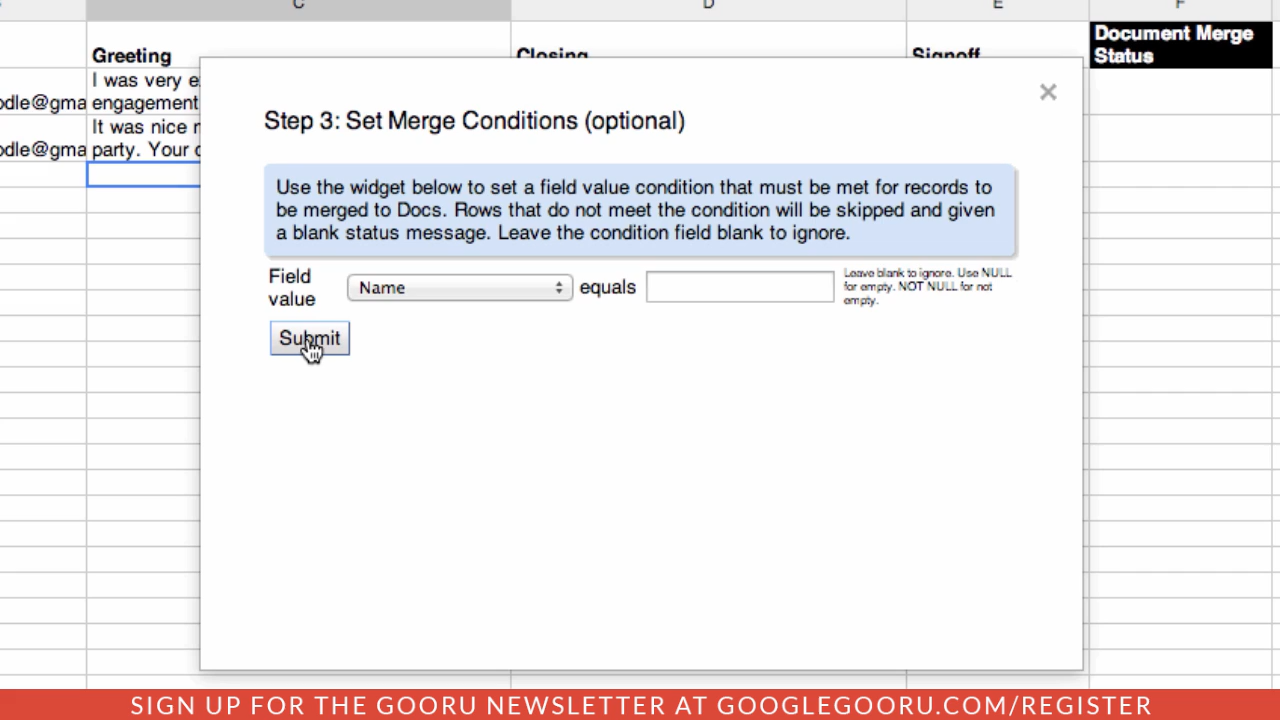 C D E F
Greeting Closing Signoff Document Merge
Status
I was very
odle@gma engagement
It was nice
odle@gma party. Your
×
Step 3: Set Merge Conditions (optional)
Use the widget below to set a field value condition that must be met for records to
be merged to Docs. Rows that do not meet the condition will be skipped and given
a blank status message. Leave the condition field blank to ignore.
Field
value
Name
equals
Leave blank to ignore. Use NULL
for empty. NOT NULL for not
empty.
Submit
SIGN UP FOR THE GOORU NEWSLETTER AT GOOGLEGOORU.COM/REGISTER